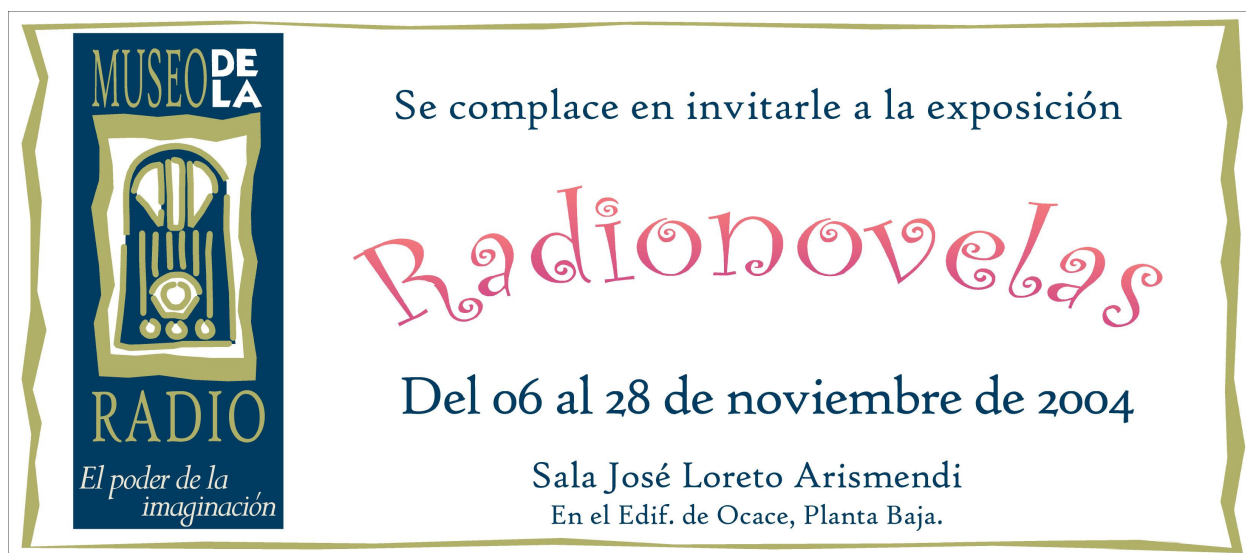 MUSEO DE LA
RADIO
El poder de la
imaginación
Se complace en invitarle a la exposición
Radionovelas
Del 06 al 28 de noviembre de 2004
Sala José Loreto Arismendi
En el Edif. de Ocace, Planta Baja.